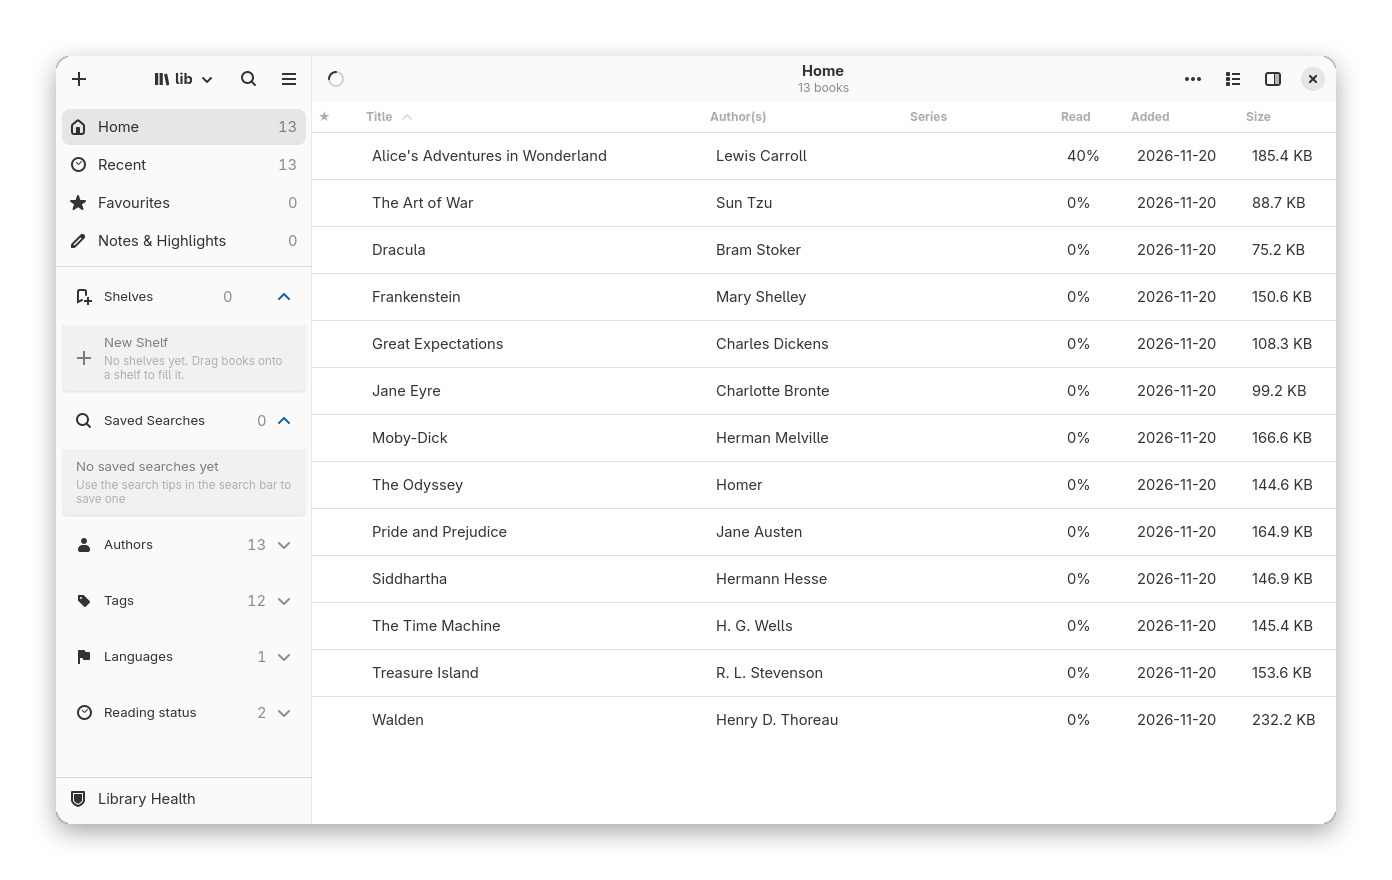 lib
Home 13
Recent 13
Favourites 0
Notes & Highlights 0
Shelves 0
New Shelf
No shelves yet. Drag books onto
a shelf to fill it.
Saved Searches 0
No saved searches yet
Use the search tips in the search bar to
save one
Authors 13
Tags 12
Languages 1
Reading status 2
Library Health
Home
13 books
★ Title Author(s) Series Read Added Size
Alice's Adventures in Wonderland Lewis Carroll 40% 2026-11-20 185.4 KB
The Art of War Sun Tzu 0% 2026-11-20 88.7 KB
Dracula Bram Stoker 0% 2026-11-20 75.2 KB
Frankenstein Mary Shelley 0% 2026-11-20 150.6 KB
Great Expectations Charles Dickens 0% 2026-11-20 108.3 KB
Jane Eyre Charlotte Bronte 0% 2026-11-20 99.2 KB
Moby-Dick Herman Melville 0% 2026-11-20 166.6 KB
The Odyssey Homer 0% 2026-11-20 144.6 KB
Pride and Prejudice Jane Austen 0% 2026-11-20 164.9 KB
Siddhartha Hermann Hesse 0% 2026-11-20 146.9 KB
The Time Machine H. G. Wells 0% 2026-11-20 145.4 KB
Treasure Island R. L. Stevenson 0% 2026-11-20 153.6 KB
Walden Henry D. Thoreau 0% 2026-11-20 232.2 KB